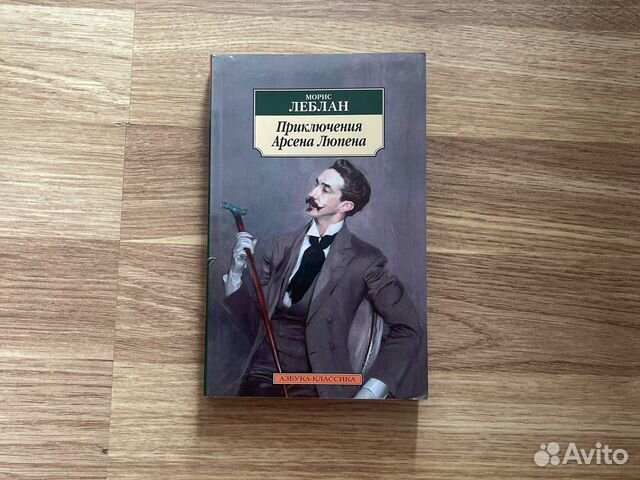 МОРИС
ЛЕБЛАН
Приключения
Арсена Люпена
АЗБУКА-КЛАССИКА
Avito